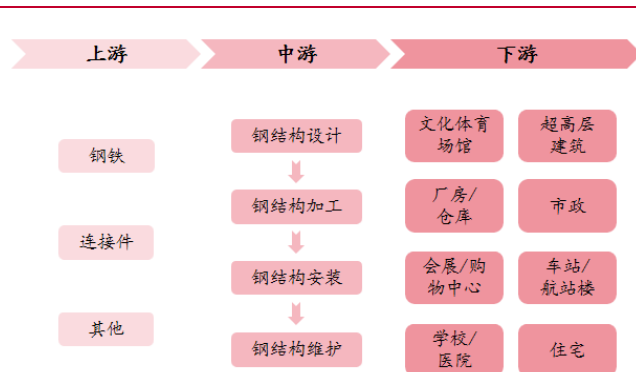 上游
中游
下游
钢铁
连接件
其他
钢结构设计
钢结构加工
钢结构安装
钢结构维护
文化体育
场馆
超高层
建筑
厂房/
仓库
市政
会展/购
物中心
车站/
航站楼
学校/
医院
住宅